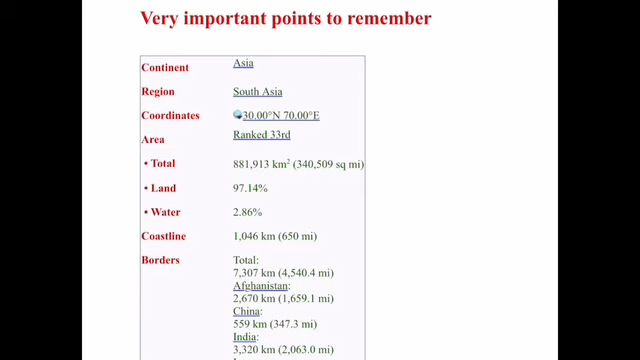 Very important points to remember
Continent Asia
Region South Asia
Coordinates 30.00°N 70.00°E
Area Ranked 33rd
• Total 881,913 km² (340,509 sq mi)
• Land 97.14%
• Water 2.86%
Coastline 1,046 km (650 mi)
Borders Total:
7,307 km (4,540.4 mi)
Afghanistan:
2,670 km (1,659.1 mi)
China:
559 km (347.3 mi)
India:
3,320 km (2,063.0 mi)